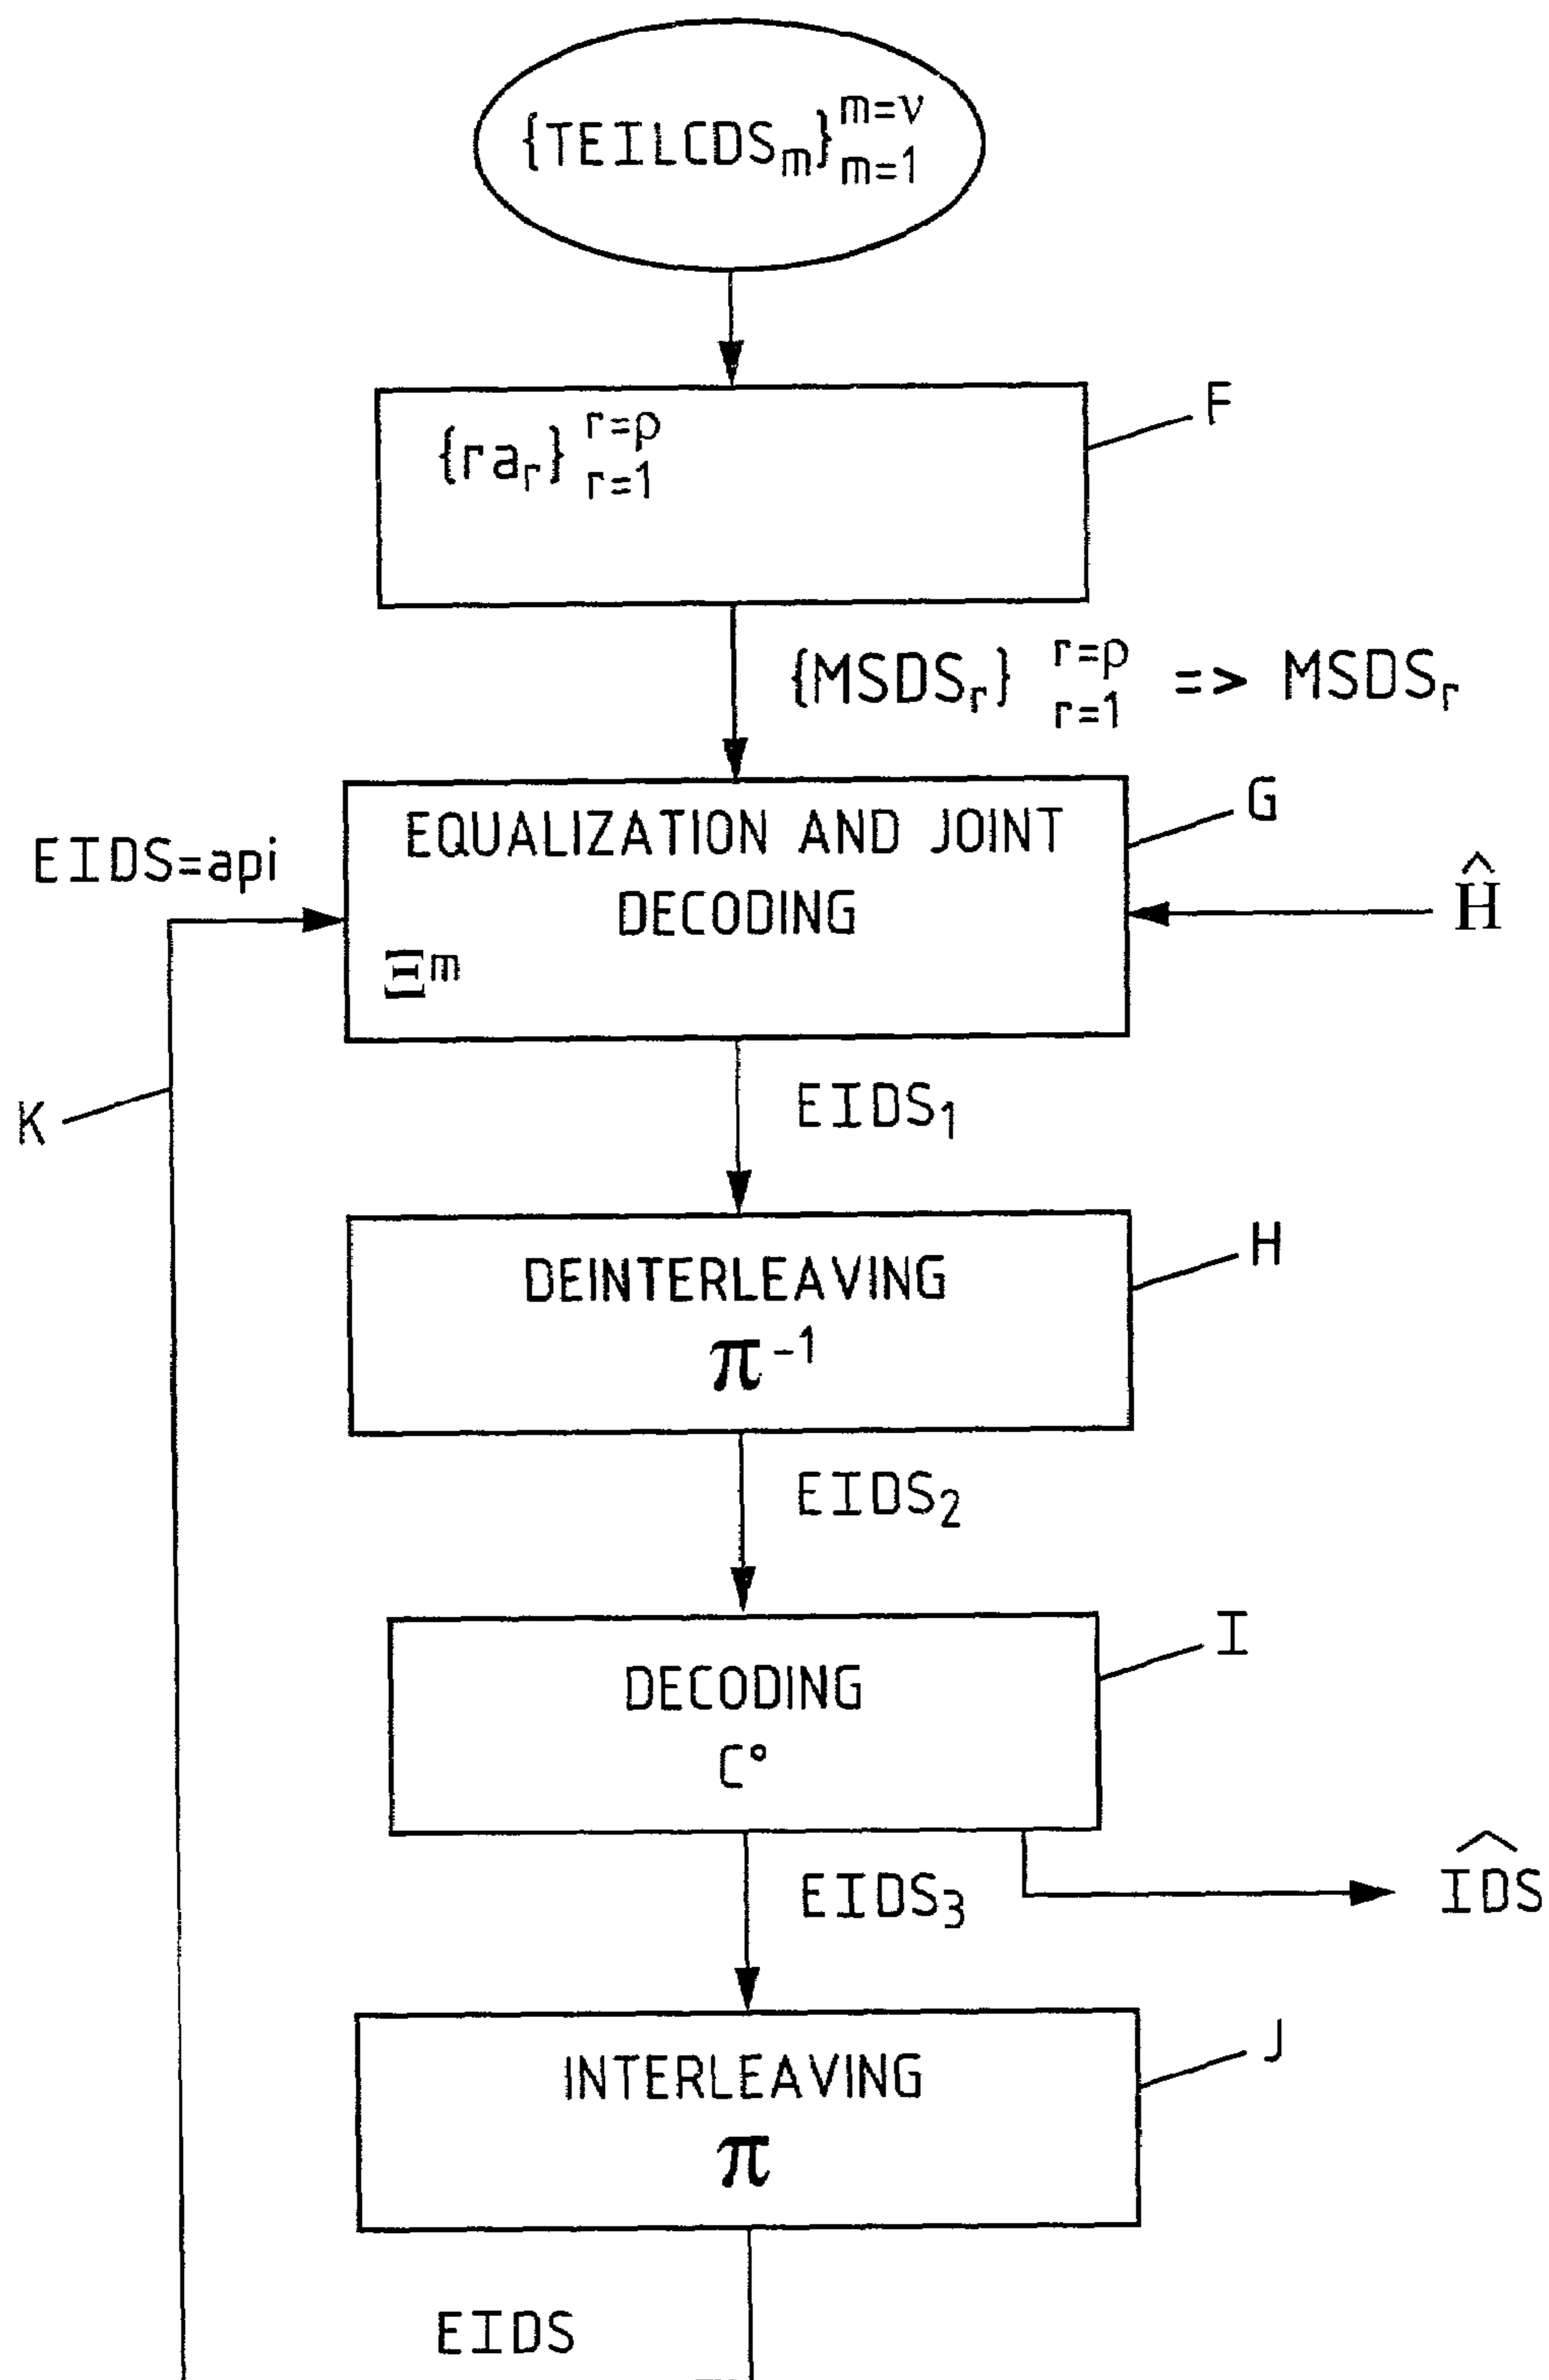 {TEILCDSₘ} m=ν m=1
F
{raᵣ} r=ρ r=1
{MSDSᵣ} r=ρ r=1 => MSDSᵣ
G
EIDS=api
EQUALIZATION AND JOINT
DECODING
Ξᵐ
Ĥ
K
EIDS₁
H
DEINTERLEAVING
π⁻¹
EIDS₂
I
DECODING
C°
EIDS₃
I͡DS
J
INTERLEAVING
π
EIDS